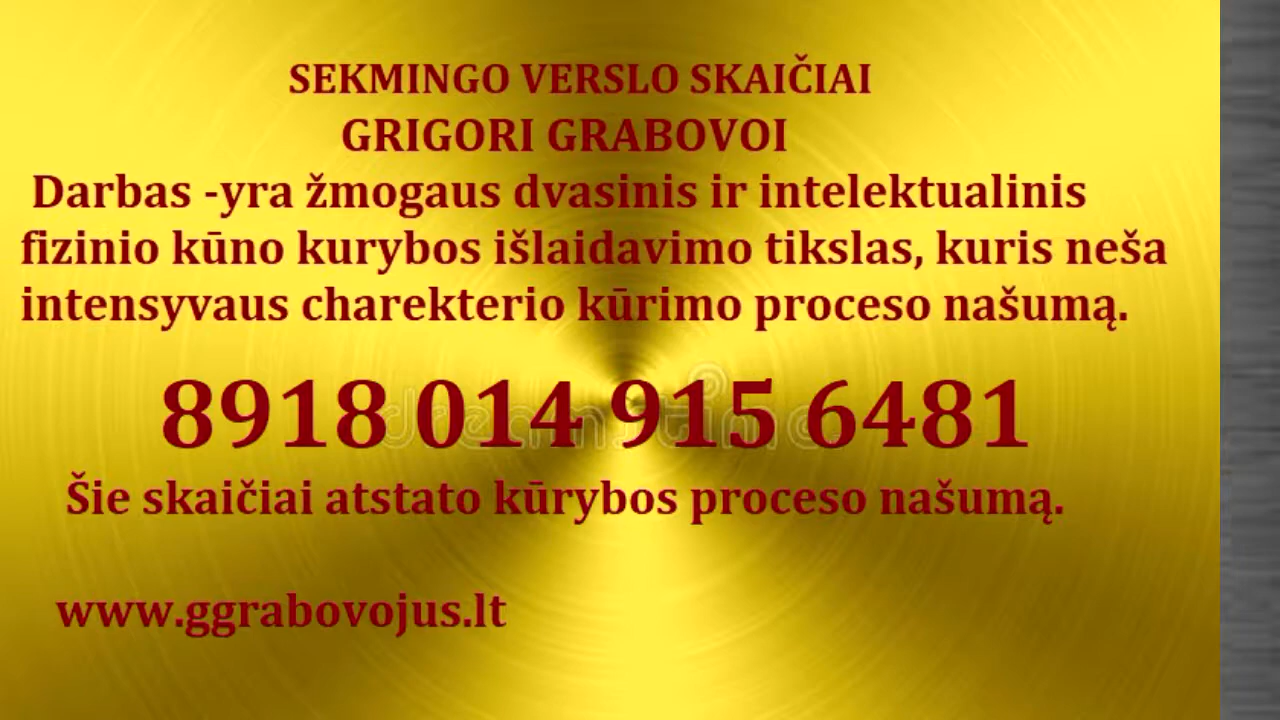 SEKMINGO VERSLO SKAIČIAI
GRIGORI GRABOVOI
Darbas -yra žmogaus dvasinis ir intelektualinis
fizinio kūno kurybos išlaidavimo tikslas, kuris neša
intensyvaus charekterio kūrimo proceso našumą.
8918 014 915 6481
Šie skaičiai atstato kūrybos proceso našumą.
www.ggrabovojus.lt